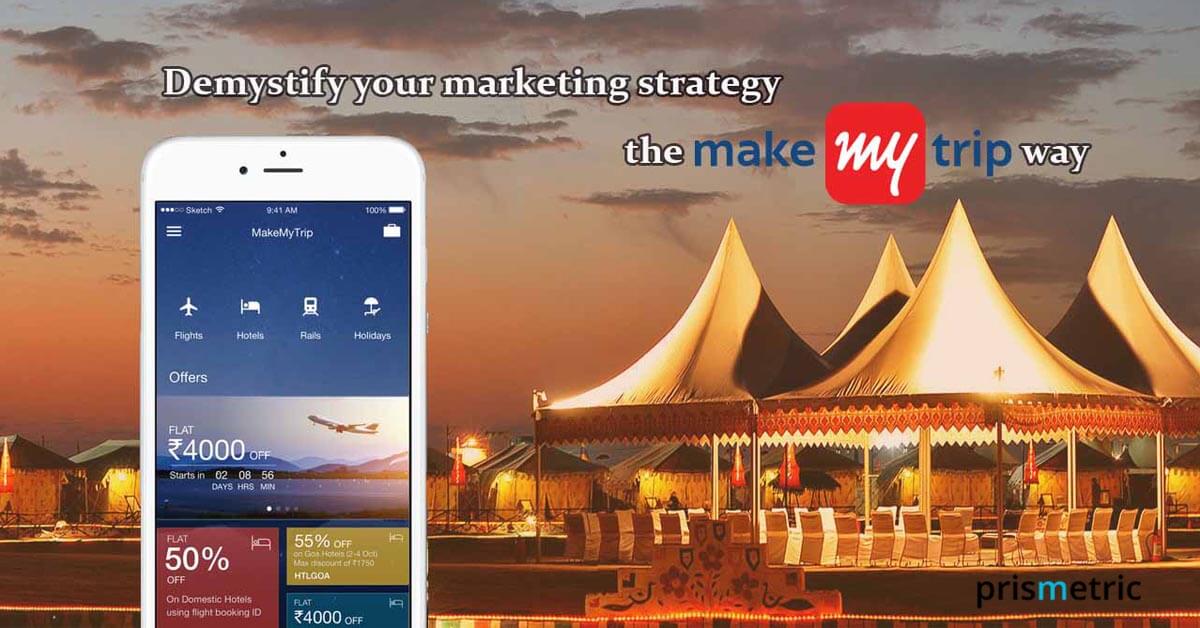 Demystify your marketing strategy
the make my trip way
Sketch 9:41 AM 100%
MakeMyTrip
Flights Hotels Rails Holidays
Offers
FLAT
₹4000 OFF
Starts in 02 08 56
DAYS HRS MIN
FLAT
50%
OFF
On Domestic Hotels
using flight booking ID
55% OFF
on Goa Hotels (2-4 Oct)
Max discount of ₹1750
HTLGOA
FLAT
₹4000 OFF
prismetric